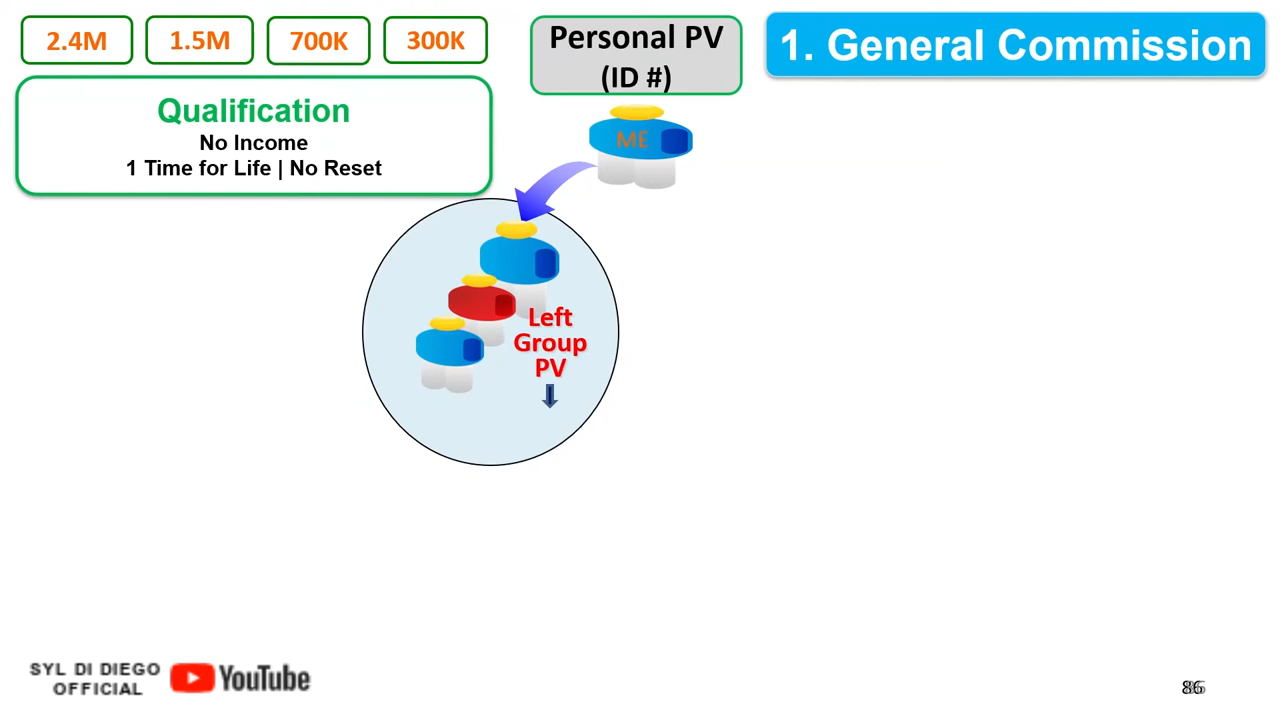 2.4M
1.5M
700K
300K
Personal PV
(ID #)
1. General Commission
Qualification
No Income
1 Time for Life | No Reset
ME
Left
Group
PV
SYL DI DIEGO
OFFICIAL
YouTube